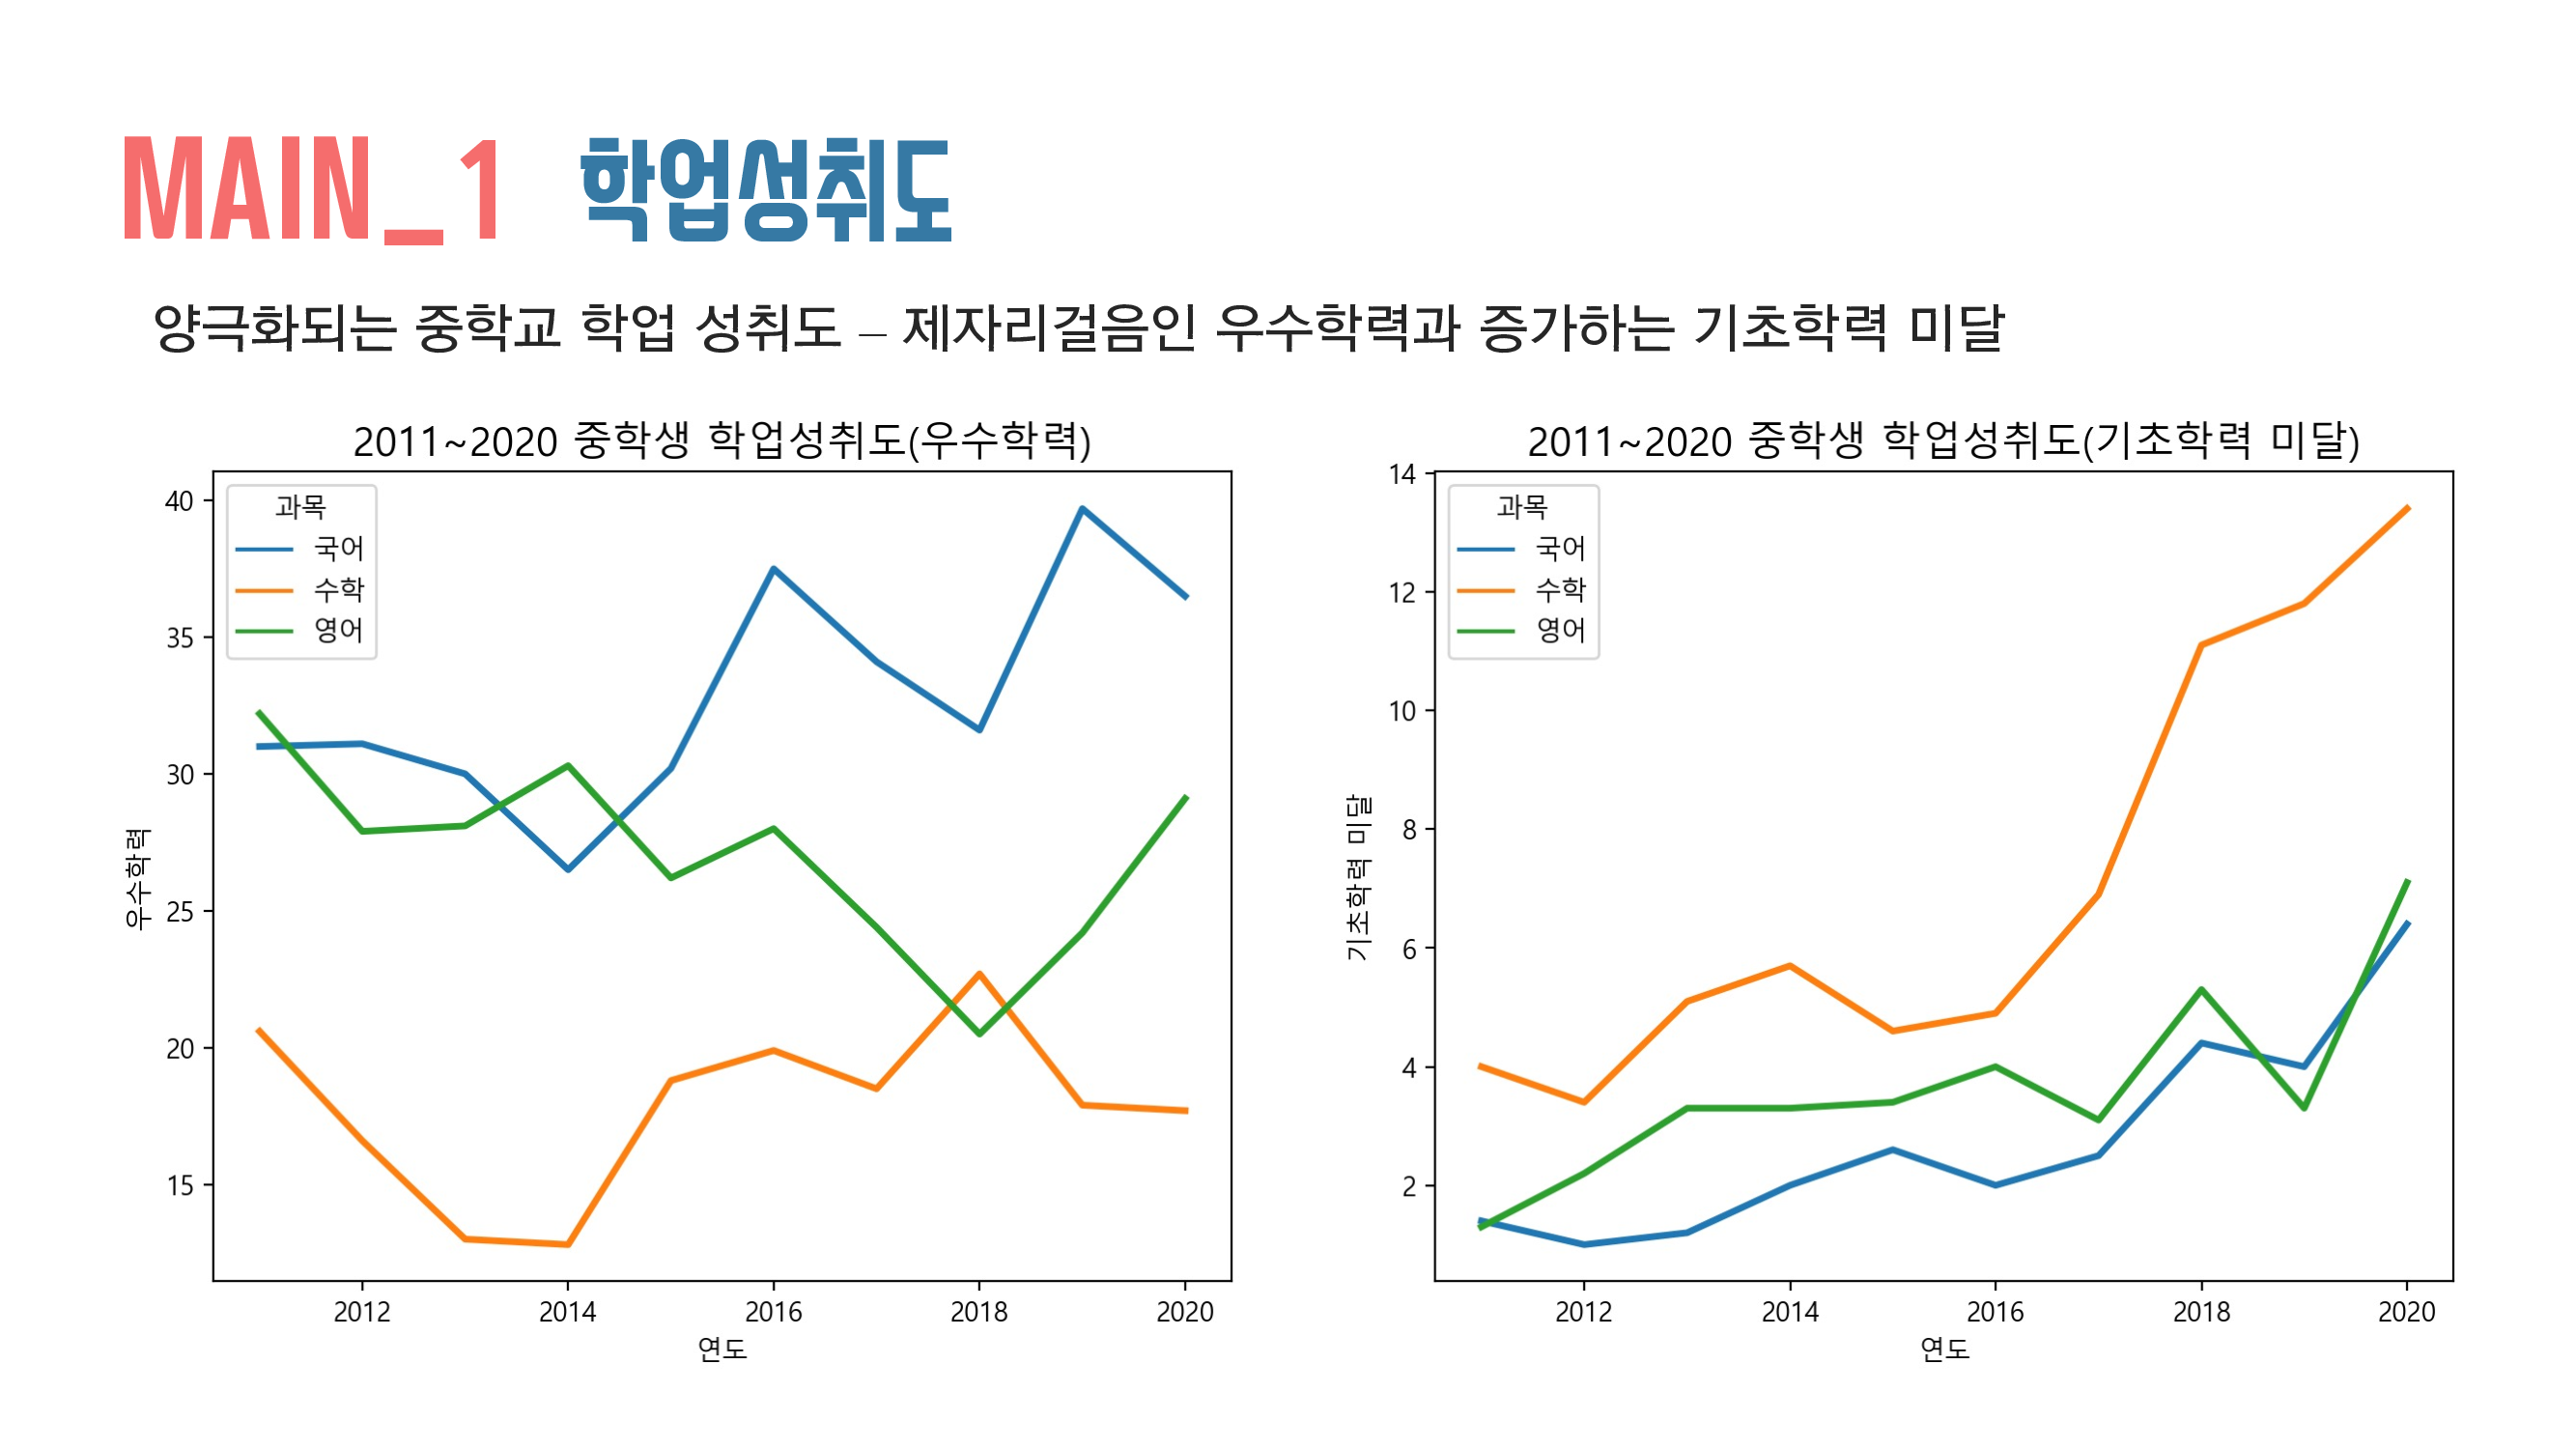 MAIN_1 학업성취도
양극화되는 중학교 학업 성취도 – 제자리걸음인 우수학력과 증가하는 기초학력 미달
2011~2020 중학생 학업성취도(우수학력)
과목
국어
수학
영어
40
35
30
25
20
15
우수학력
2012 2014 2016 2018 2020
연도
2011~2020 중학생 학업성취도(기초학력 미달)
과목
국어
수학
영어
14
12
10
8
6
4
2
기초학력 미달
2012 2014 2016 2018 2020
연도